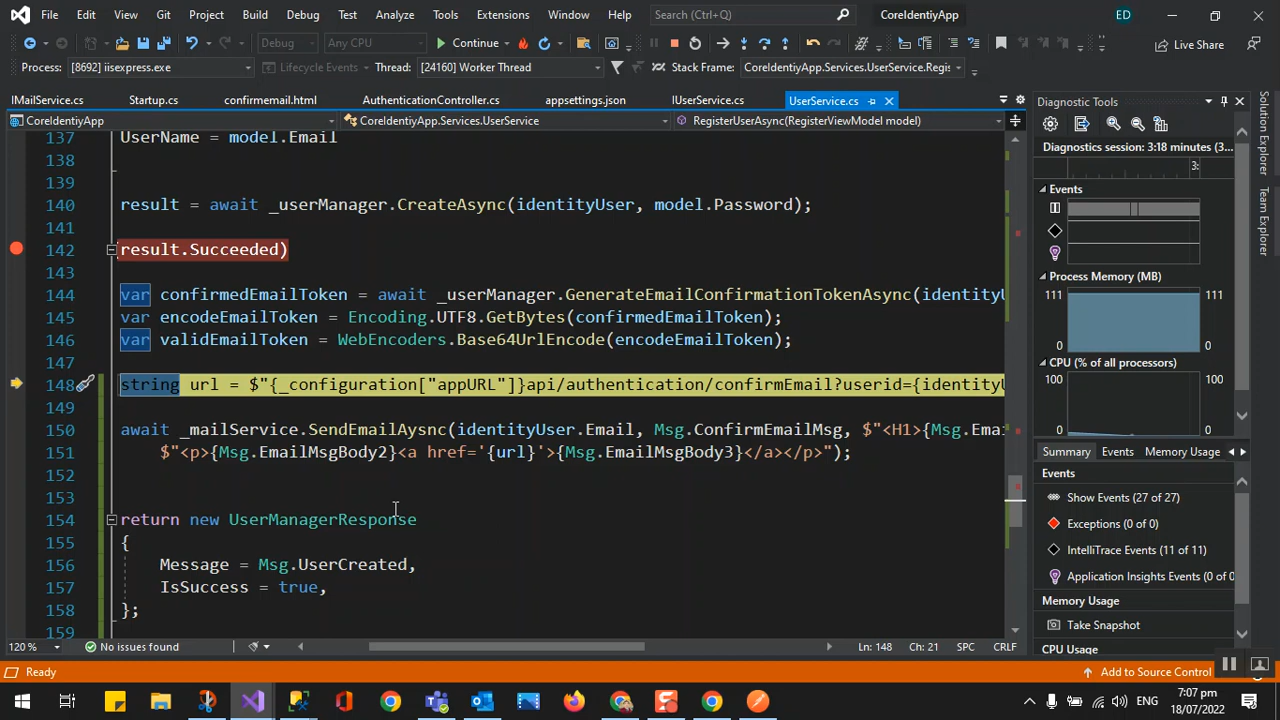 File Edit View Git Project Build Debug Test Analyze Tools Extensions Window Help Search (Ctrl+Q) CoreIdentiyApp ED
Debug Any CPU Continue Live Share
Process: [8692] iisexpress.exe Lifecycle Events Thread: [24160] Worker Thread Stack Frame: CoreIdentiyApp.Services.UserService.Regis
IMailService.cs Startup.cs confirmemail.html AuthenticationController.cs appsettings.json IUserService.cs UserService.cs
CoreIdentiyApp CoreIdentiyApp.Services.UserService RegisterUserAsync(RegisterViewModel model)
137 UserName = model.Email
138
139
140 result = await _userManager.CreateAsync(identityUser, model.Password);
141
142 result.Succeeded)
143
144 var confirmedEmailToken = await _userManager.GenerateEmailConfirmationTokenAsync(identityU
145 var encodeEmailToken = Encoding.UTF8.GetBytes(confirmedEmailToken);
146 var validEmailToken = WebEncoders.Base64UrlEncode(encodeEmailToken);
147
148 string url = $"{_configuration["appURL"]}api/authentication/confirmEmail?userid={identityU
149
150 await _mailService.SendEmailAysnc(identityUser.Email, Msg.ConfirmEmailMsg, $"<H1>{Msg.Emai
151 $"<p>{Msg.EmailMsgBody2}<a href='{url}'>{Msg.EmailMsgBody3}</a></p>");
152
153
154 return new UserManagerResponse
155 {
156 Message = Msg.UserCreated,
157 IsSuccess = true,
158 };
159
120 % No issues found Ln: 148 Ch: 21 SPC CRLF
Diagnostic Tools
Diagnostics session: 3:18 minutes (3...
3:
Events
Process Memory (MB)
111 111
0 0
CPU (% of all processors)
100 100
0 0
Summary Events Memory Usage
Events
Show Events (27 of 27)
Exceptions (0 of 0)
IntelliTrace Events (11 of 11)
Application Insights Events (0 of 0
Memory Usage
Take Snapshot
CPU Usage
Solution Explorer
Team Explorer
Ready Add to Source Control
ENG 7:07 pm
18/07/2022